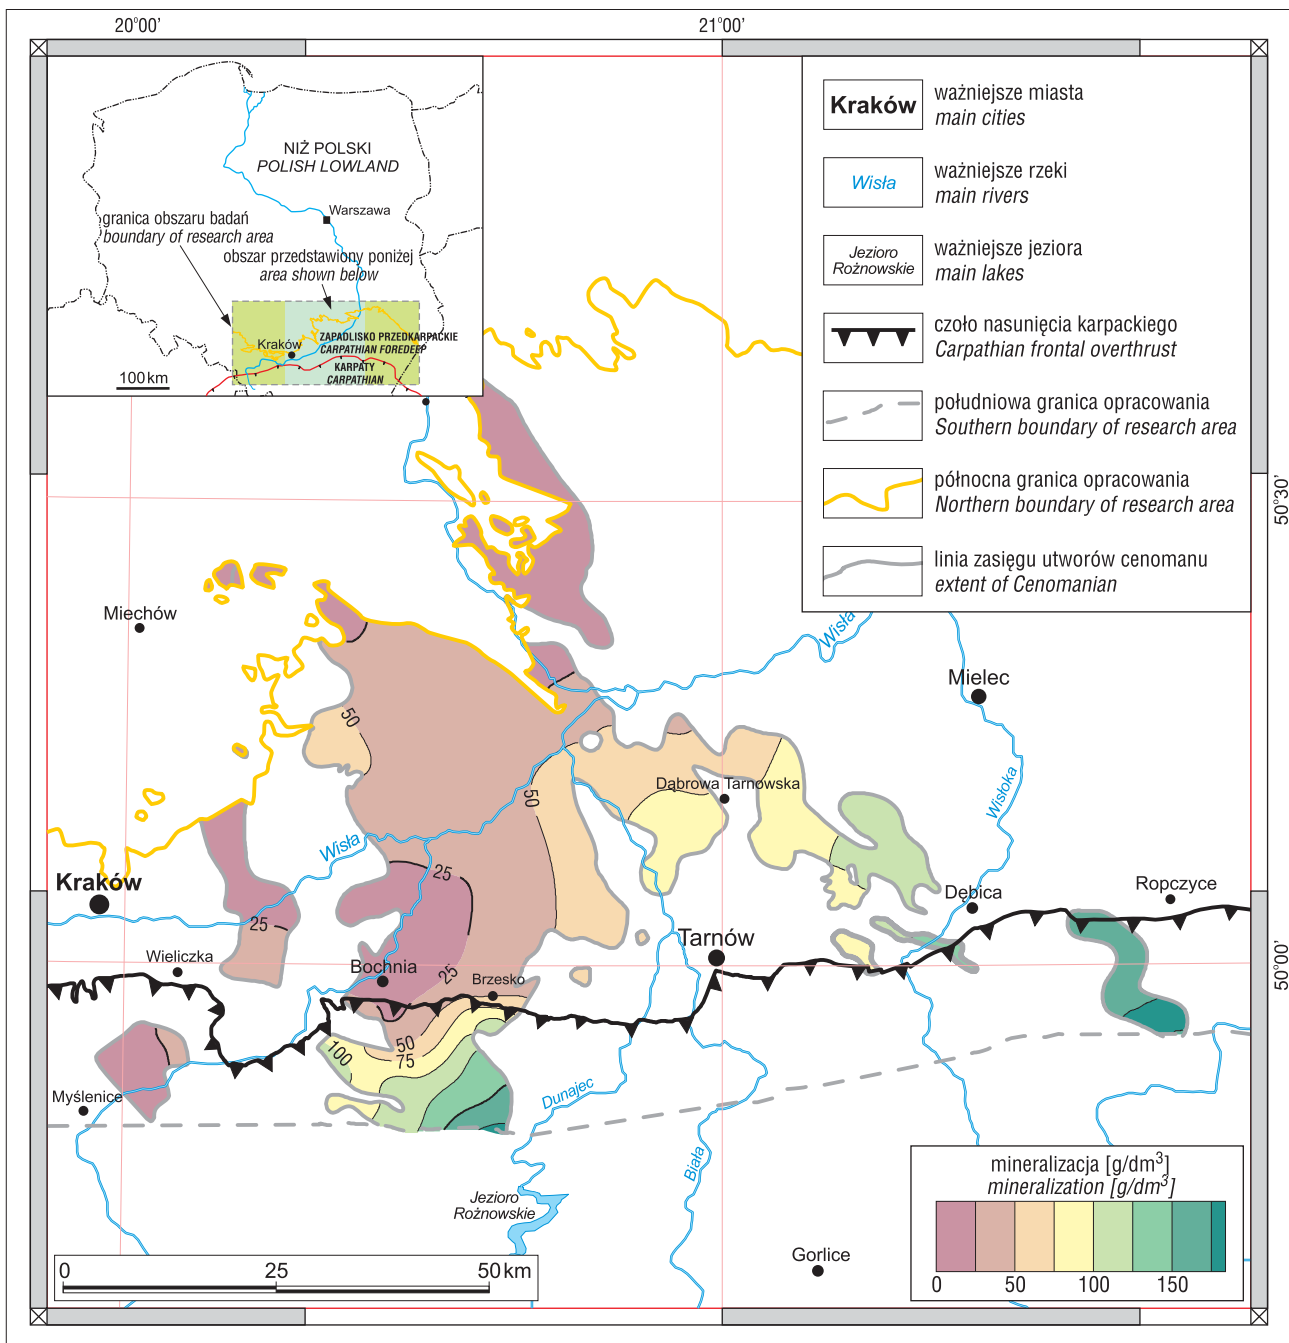 20°00’
21°00’
NIŻ POLSKI
POLISH LOWLAND
Warszawa
granica obszaru badań
boundary of research area
obszar przedstawiony poniżej
area shown below
ZAPADLISKO PRZEDKARPACKIE
CARPATHIAN FOREDEEP
Kraków
KARPATY
CARPATHIAN
100 km
Kraków
ważniejsze miasta
main cities
Wisła
ważniejsze rzeki
main rivers
Jezioro
Rożnowskie
ważniejsze jeziora
main lakes
czoło nasunięcia karpackiego
Carpathian frontal overthrust
południowa granica opracowania
Southern boundary of research area
północna granica opracowania
Northern boundary of research area
linia zasięgu utworów cenomanu
extent of Cenomanian
50°30’
Miechów
Wisła
Mielec
50
Dąbrowa Tarnowska
50
Wisłoka
Wisła
25
Kraków
Dębica
Ropczyce
25
Tarnów
Wieliczka
Bochnia
25
Brzesko
50°00’
50
75
100
Myślenice
Dunajec
Biała
Jezioro
Rożnowskie
Gorlice
0
25
50 km
mineralizacja [g/dm³]
mineralization [g/dm³]
0
50
100
150